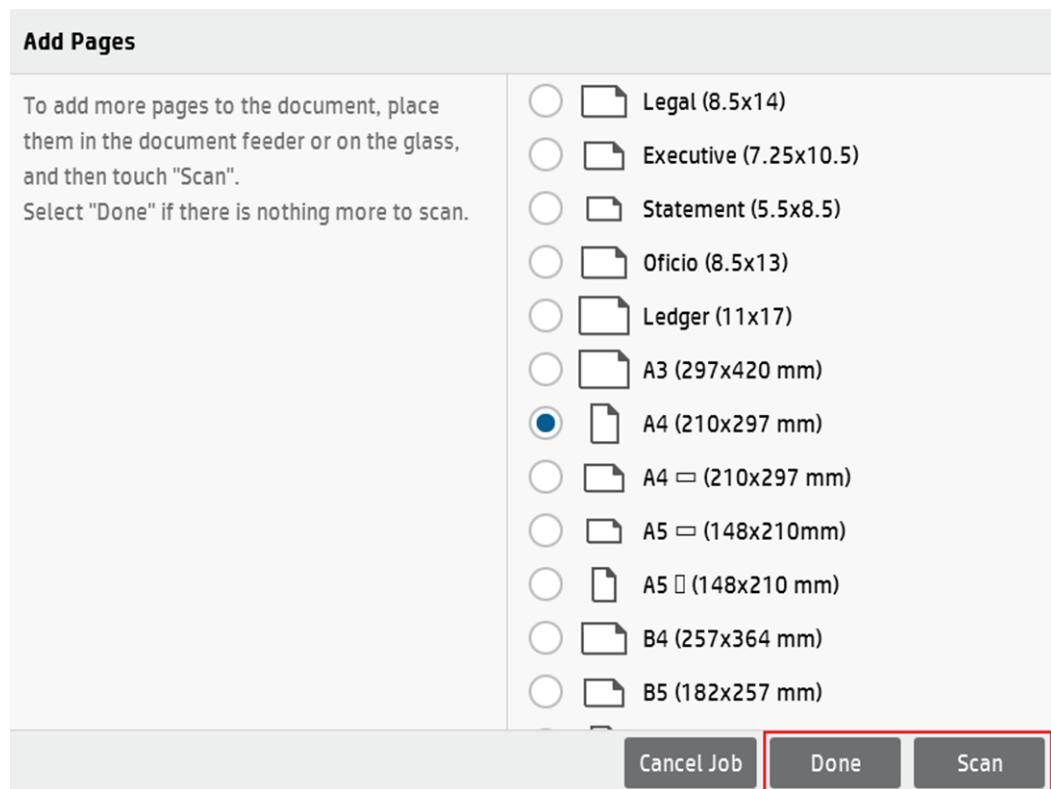 Add Pages
To add more pages to the document, place
them in the document feeder or on the glass,
and then touch "Scan".
Select "Done" if there is nothing more to scan.
Legal (8.5x14)
Executive (7.25x10.5)
Statement (5.5x8.5)
Oficio (8.5x13)
Ledger (11x17)
A3 (297x420 mm)
A4 (210x297 mm)
A4 ▭ (210x297 mm)
A5 ▭ (148x210mm)
A5 ▯ (148x210 mm)
B4 (257x364 mm)
B5 (182x257 mm)
Cancel Job
Done
Scan